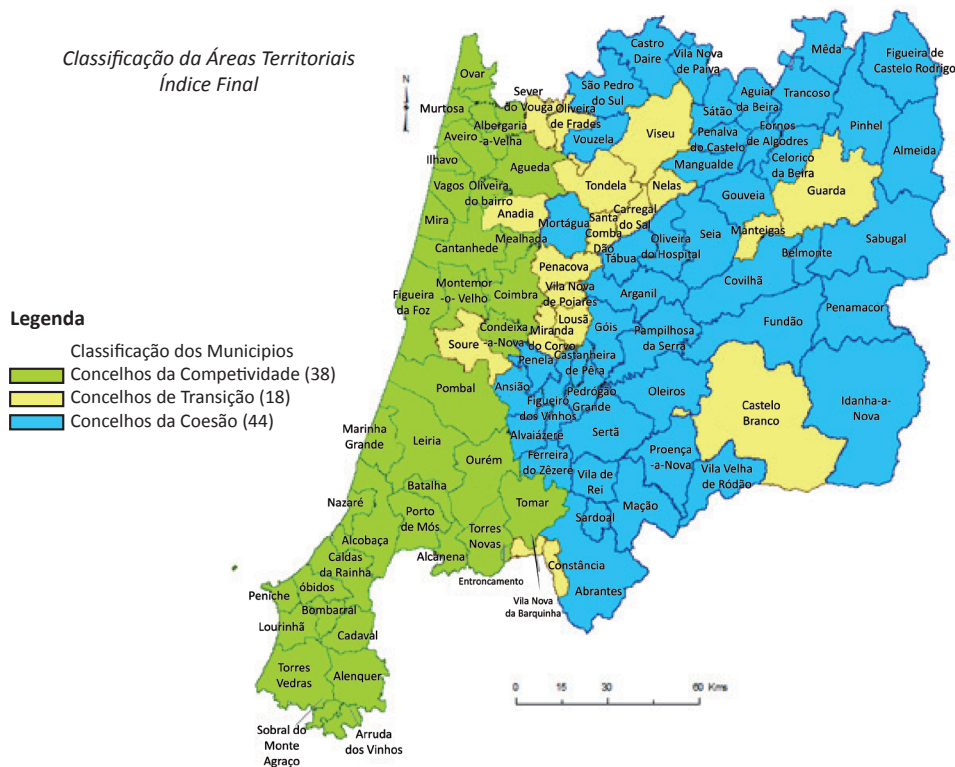 Classificação da Áreas Territoriais
Índice Final
N
Legenda
Classificação dos Municipios
Concelhos da Competividade (38)
Concelhos de Transição (18)
Concelhos da Coesão (44)
Ovar
Castro
Daire
Vila Nova
de Paiva
Mêda
Figueira de
Castelo Rodrigo
Murtosa
Sever
do Vouga
Oliveira
de Frades
São Pedro
do Sul
Aguiar
da Beira
Trancoso
Albergaria
-a-Velha
Sátão
Pinhel
Aveiro
Viseu
Vouzela
Penalva
do Castelo
Fornos
de Algodres
Almeida
Ilhavo
Agueda
Mangualde
Celorico
da Beira
Vagos
Oliveira
do bairro
Tondela
Nelas
Gouveia
Guarda
Mira
Anadia
Mortágua
Santa
Comba
Dão
Carregal
do Sal
Seia
Manteigas
Mealhada
Cantanhede
Oliveira
do Hospital
Tábua
Belmonte
Sabugal
Penacova
Covilhã
Montemor
-o- Velho
Coimbra
Vila Nova
de Poiares
Arganil
Figueira
da Foz
Penamacor
Lousã
Góis
Condeixa
-a-Nova
Miranda
do Corvo
Pampilhosa
da Serra
Fundão
Soure
Penela
Castanheira
de Pêra
Pombal
Ansião
Pedrógão
Grande
Oleiros
Castelo
Branco
Idanha-a-
Nova
Figueiro
dos Vinhos
Marinha
Grande
Leiria
Alvaiázere
Sertã
Ourém
Ferreira
do Zêzere
Proença
-a-Nova
Vila Velha
de Ródão
Batalha
Vila de
Rei
Nazaré
Tomar
Mação
Porto
de Mós
Sardoal
Torres
Novas
Alcobaça
Alcanena
Caldas
da Rainha
Constância
Entroncamento
Abrantes
Vila Nova
da Barquinha
Peniche
óbidos
Bombarral
Lourinhã
Cadaval
Torres
Vedras
Alenquer
Sobral do
Monte
Agraço
Arruda
dos Vinhos
0 15 30 60 Kms